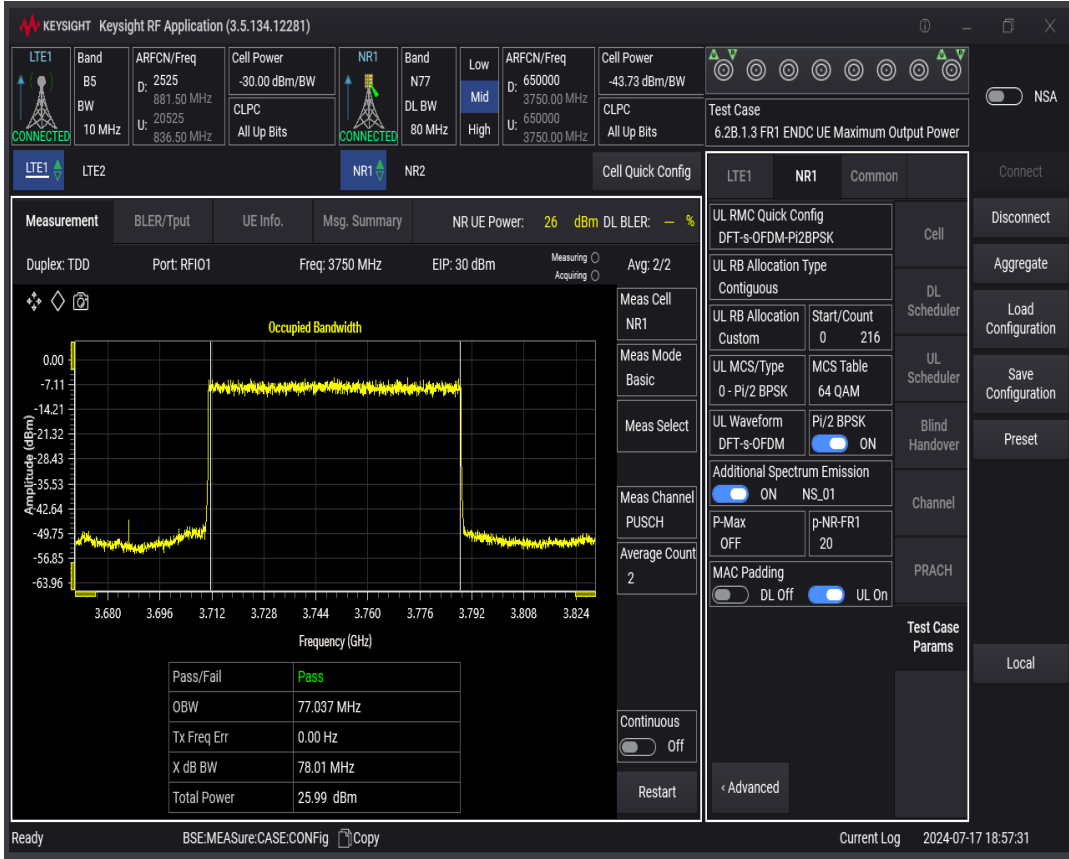 KEYSIGHT Keysight RF Application (3.5.134.12281)
LTE1
CONNECTED
Band
B5
BW
10 MHz
ARFCN/Freq
D: 2525
881.50 MHz
U: 20525
836.50 MHz
Cell Power
-30.00 dBm/BW
CLPC
All Up Bits
NR1
CONNECTED
Band
N77
DL BW
80 MHz
Low
Mid
High
ARFCN/Freq
D: 650000
3750.00 MHz
U: 650000
3750.00 MHz
Cell Power
-43.73 dBm/BW
CLPC
All Up Bits
A V A V
Test Case
6.2B.1.3 FR1 ENDC UE Maximum Output Power
NSA
LTE1 LTE2 NR1 NR2 Cell Quick Config
Measurement BLER/Tput UE Info. Msg. Summary NR UE Power: 26 dBm DL BLER: — %
Duplex: TDD Port: RFIO1 Freq: 3750 MHz EIP: 30 dBm Measuring Acquiring Avg: 2/2
Occupied Bandwidth
Amplitude (dBm)
0.00
-7.11
-14.21
-21.32
-28.43
-35.53
-42.64
-49.75
-56.85
-63.96
3.680 3.696 3.712 3.728 3.744 3.760 3.776 3.792 3.808 3.824
Frequency (GHz)
Pass/Fail Pass
OBW 77.037 MHz
Tx Freq Err 0.00 Hz
X dB BW 78.01 MHz
Total Power 25.99 dBm
Meas Cell
NR1
Meas Mode
Basic
Meas Select
Meas Channel
PUSCH
Average Count
2
Continuous
Off
Restart
LTE1 NR1 Common
UL RMC Quick Config
DFT-s-OFDM-Pi2BPSK
UL RB Allocation Type
Contiguous
UL RB Allocation
Custom
Start/Count
0 216
UL MCS/Type
0 - Pi/2 BPSK
MCS Table
64 QAM
UL Waveform
DFT-s-OFDM
Pi/2 BPSK
ON
Additional Spectrum Emission
ON NS_01
P-Max
OFF
p-NR-FR1
20
MAC Padding
DL Off UL On
‹ Advanced
Cell
DL
Scheduler
UL
Scheduler
Blind
Handover
Channel
PRACH
Test Case
Params
Connect
Disconnect
Aggregate
Load
Configuration
Save
Configuration
Preset
Local
Ready BSE:MEASure:CASE:CONFig Copy Current Log 2024-07-17 18:57:31